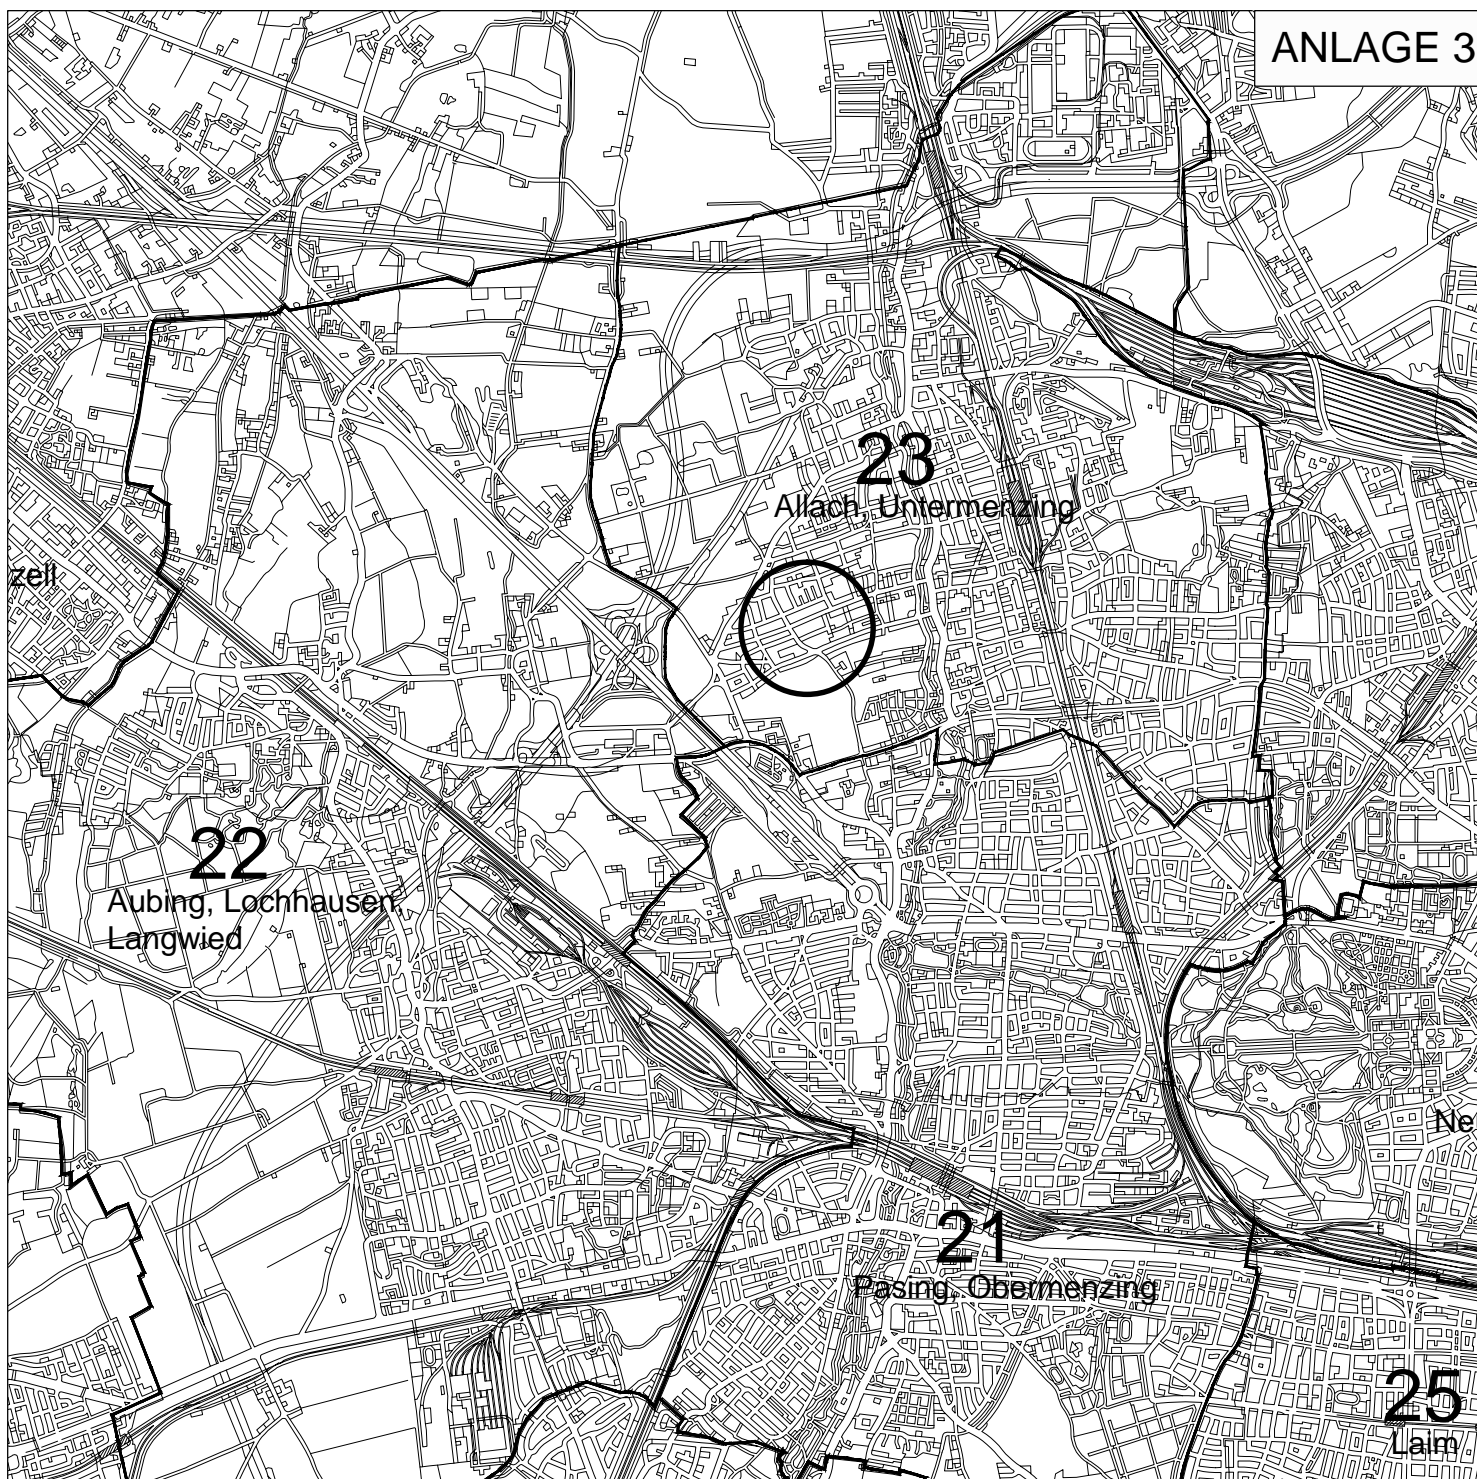 ANLAGE 3
23
Allach, Untermenzing
zell
22
Aubing, Lochhausen,
Langwied
Ne
21
Pasing, Obermenzing
25
Laim